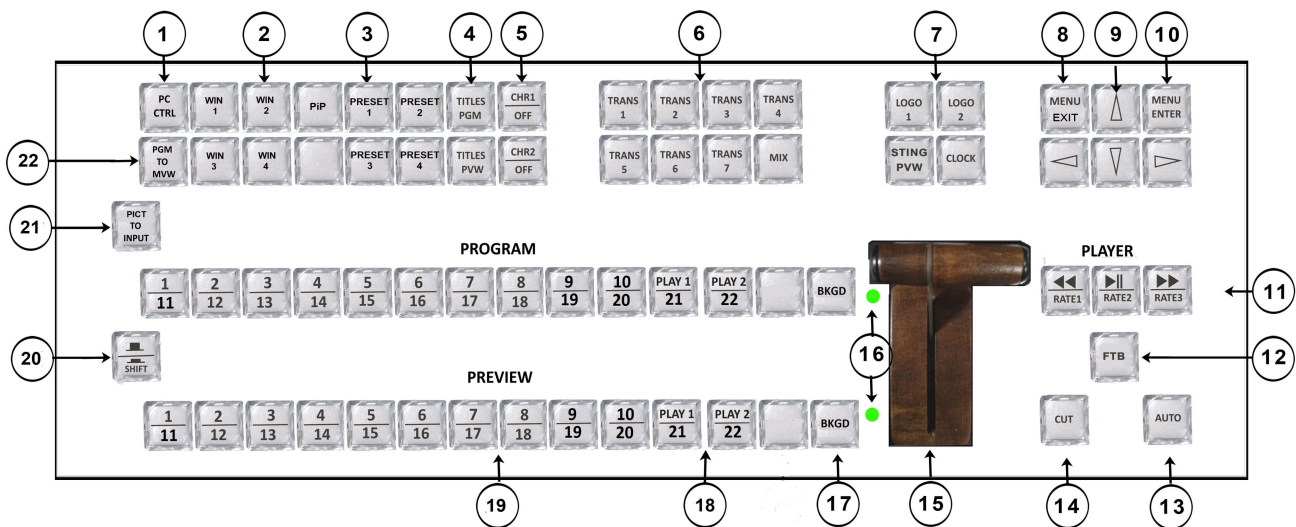 1 2 3 4 5 6 7 8 9 10
PC CTRL WIN 1 WIN 2 PiP PRESET 1 PRESET 2 TITLES PGM CHR1 OFF TRANS 1 TRANS 2 TRANS 3 TRANS 4 LOGO 1 LOGO 2 MENU EXIT MENU ENTER
22 PGM TO MVW WIN 3 WIN 4 PRESET 3 PRESET 4 TITLES PVW CHR2 OFF TRANS 5 TRANS 6 TRANS 7 MIX STING PVW CLOCK
21 PICT TO INPUT
PROGRAM PLAYER
1 2 3 4 5 6 7 8 9 10 PLAY 1 PLAY 2 BKGD
11 12 13 14 15 16 17 18 19 20 21 22 RATE1 RATE2 RATE3 11
20 SHIFT 16 FTB 12
PREVIEW
1 2 3 4 5 6 7 8 9 10 PLAY 1 PLAY 2 BKGD CUT AUTO
11 12 13 14 15 16 17 18 19 20 21 22
19 18 17 15 14 13